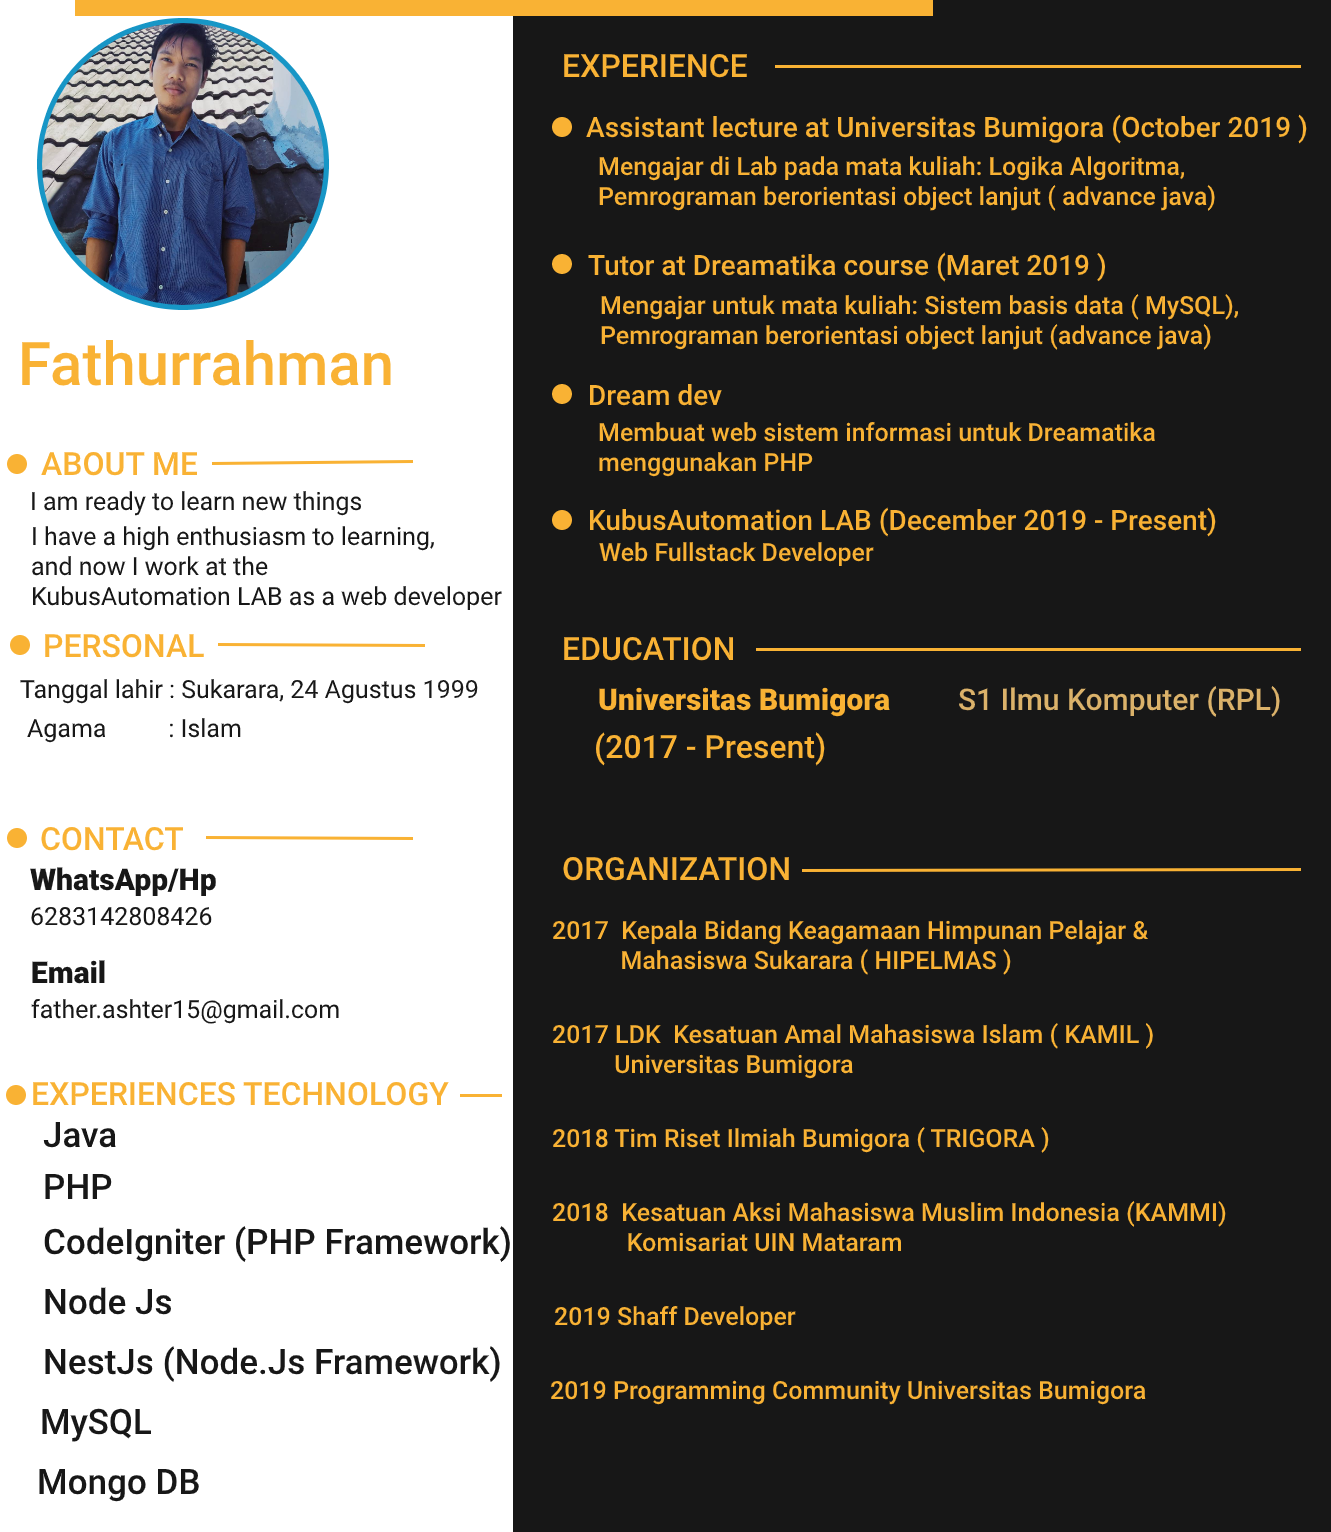 Fathurrahman
ABOUT ME
I am ready to learn new things
I have a high enthusiasm to learning,
and now I work at the
KubusAutomation LAB as a web developer
PERSONAL
Tanggal lahir : Sukarara, 24 Agustus 1999
Agama : Islam
CONTACT
WhatsApp/Hp
6283142808426
Email
father.ashter15@gmail.com
EXPERIENCES TECHNOLOGY
Java
PHP
CodeIgniter (PHP Framework)
Node Js
NestJs (Node.Js Framework)
MySQL
Mongo DB
EXPERIENCE
Assistant lecture at Universitas Bumigora (October 2019 )
Mengajar di Lab pada mata kuliah: Logika Algoritma,
Pemrograman berorientasi object lanjut ( advance java)
Tutor at Dreamatika course (Maret 2019 )
Mengajar untuk mata kuliah: Sistem basis data ( MySQL),
Pemrograman berorientasi object lanjut (advance java)
Dream dev
Membuat web sistem informasi untuk Dreamatika
menggunakan PHP
KubusAutomation LAB (December 2019 - Present)
Web Fullstack Developer
EDUCATION
Universitas Bumigora S1 Ilmu Komputer (RPL)
(2017 - Present)
ORGANIZATION
2017 Kepala Bidang Keagamaan Himpunan Pelajar &
Mahasiswa Sukarara ( HIPELMAS )
2017 LDK Kesatuan Amal Mahasiswa Islam ( KAMIL )
Universitas Bumigora
2018 Tim Riset Ilmiah Bumigora ( TRIGORA )
2018 Kesatuan Aksi Mahasiswa Muslim Indonesia (KAMMI)
Komisariat UIN Mataram
2019 Shaff Developer
2019 Programming Community Universitas Bumigora